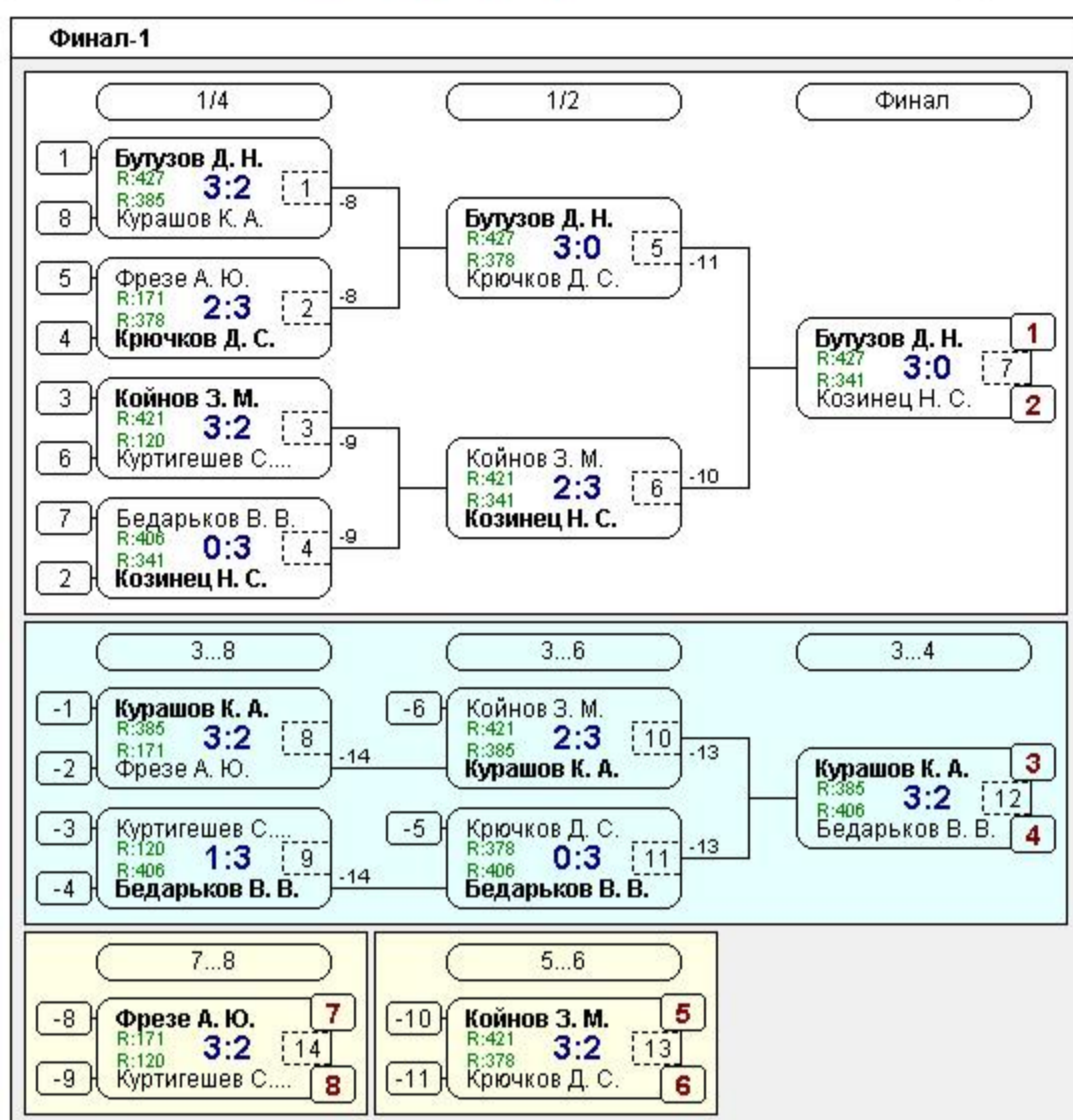 Финал-1
1/4
1/2
Финал
1
Бутузов Д. Н.
R:427
3:2
1
R:385
8
Курашов К. А.
-8
5
Фрезе А. Ю.
R:171
2:3
2
R:378
4
Крючков Д. С.
-8
3
Койнов З. М.
R:421
3:2
3
R:120
6
Куртигешев С....
-9
7
Бедарьков В. В.
R:406
0:3
4
R:341
2
Козинец Н. С.
-9
Бутузов Д. Н.
R:427
3:0
5
R:378
Крючков Д. С.
-11
Койнов З. М.
R:421
2:3
6
R:341
Козинец Н. С.
-10
Бутузов Д. Н.
1
R:427
3:0
7
R:341
Козинец Н. С.
2
3...8
3...6
3...4
-1
Курашов К. А.
R:385
3:2
8
R:171
-2
Фрезе А. Ю.
-14
-3
Куртигешев С....
R:120
1:3
9
R:406
-4
Бедарьков В. В.
-14
-6
Койнов З. М.
R:421
2:3
10
R:385
Курашов К. А.
-13
-5
Крючков Д. С.
R:378
0:3
11
R:406
Бедарьков В. В.
-13
Курашов К. А.
3
R:385
3:2
12
R:406
Бедарьков В. В.
4
7...8
-8
Фрезе А. Ю.
7
R:171
3:2
14
R:120
-9
Куртигешев С....
8
5...6
-10
Койнов З. М.
5
R:421
3:2
13
R:378
-11
Крючков Д. С.
6